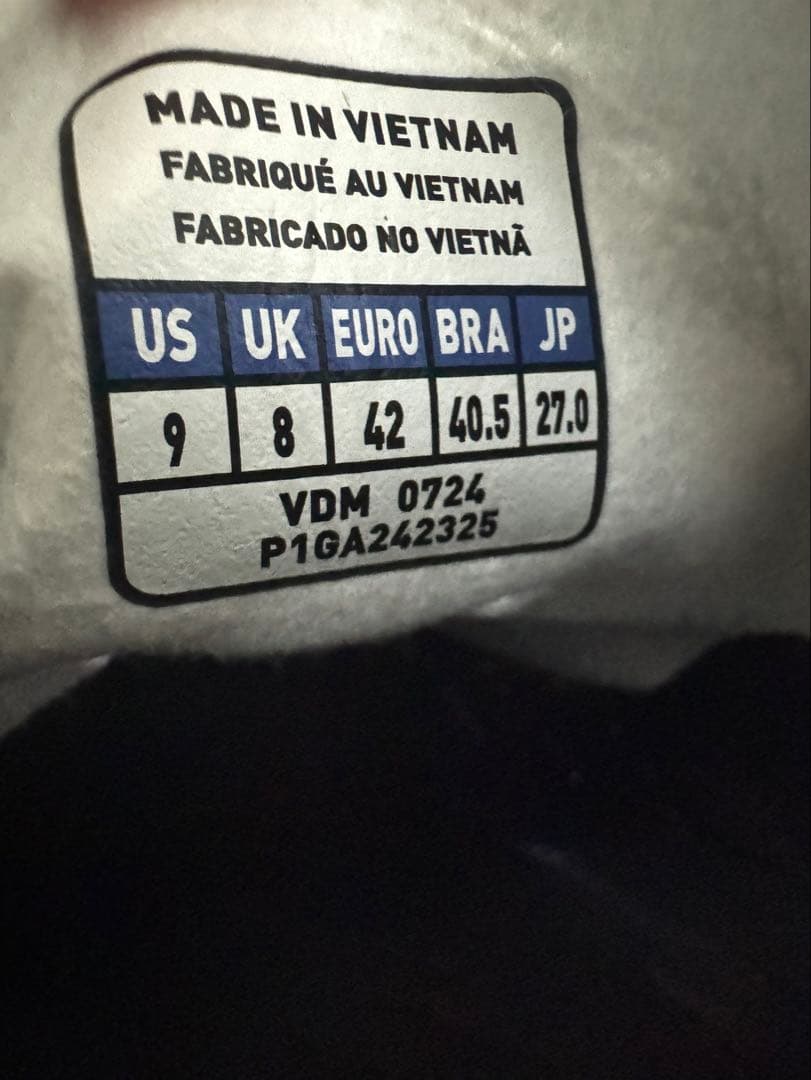 MADE IN VIETNAM
FABRIQUÉ AU VIETNAM
FABRICADO NO VIETNÃ
US UK EURO BRA JP
9 8 42 40.5 27.0
VDM 0724
P1GA242325